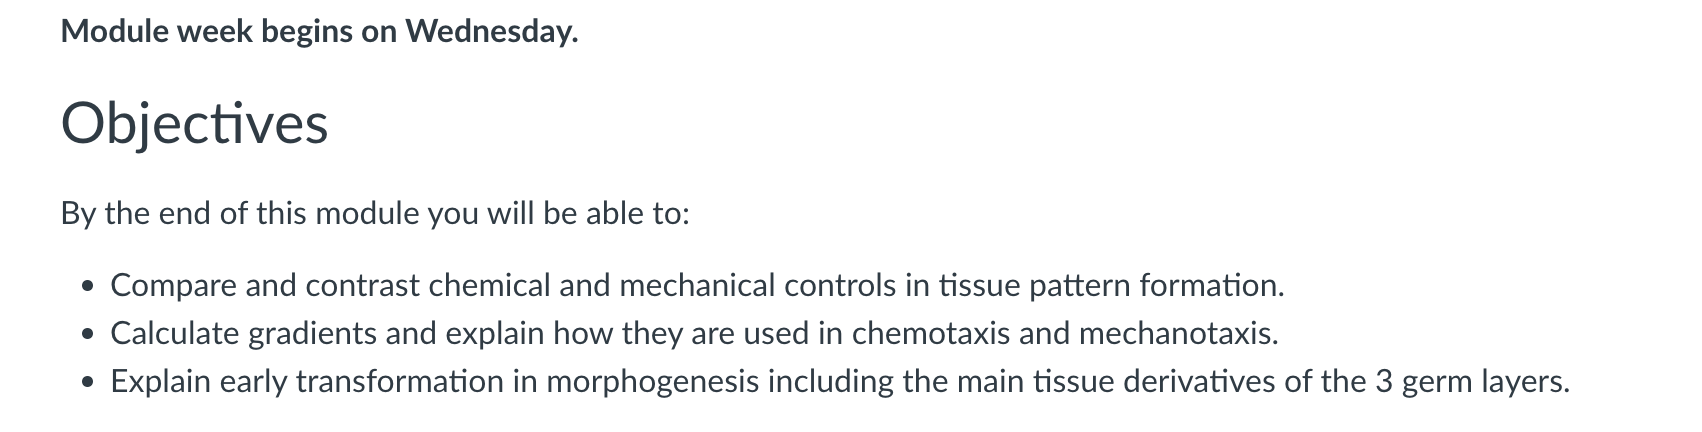 Module week begins on Wednesday.
Objectives
By the end of this module you will be able to:
• Compare and contrast chemical and mechanical controls in tissue pattern formation.
• Calculate gradients and explain how they are used in chemotaxis and mechanotaxis.
• Explain early transformation in morphogenesis including the main tissue derivatives of the 3 germ layers.